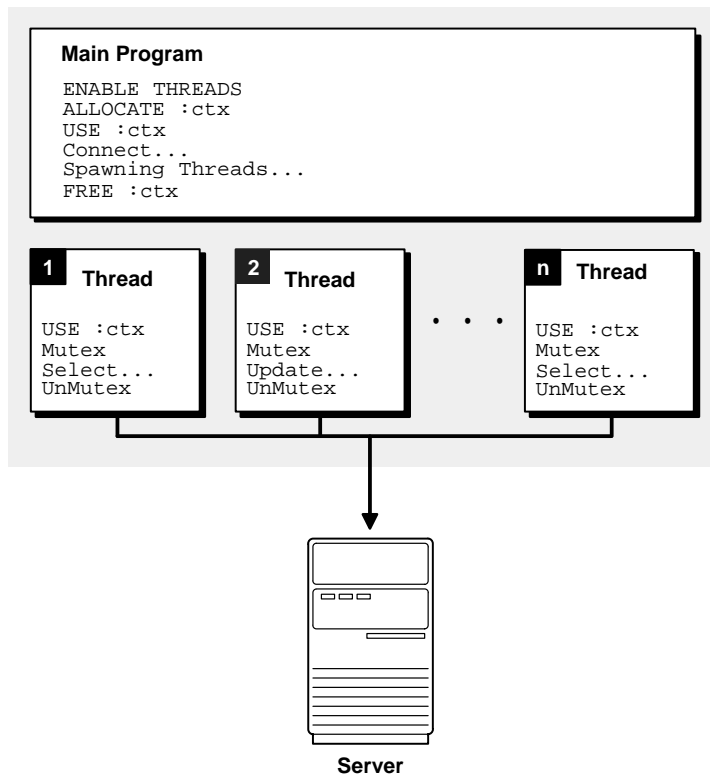 Main Program
ENABLE THREADS
ALLOCATE :ctx
USE :ctx
Connect...
Spawning Threads...
FREE :ctx
1 Thread
USE :ctx
Mutex
Select...
UnMutex
2 Thread
USE :ctx
Mutex
Update...
UnMutex
. . .
n Thread
USE :ctx
Mutex
Select...
UnMutex
Server